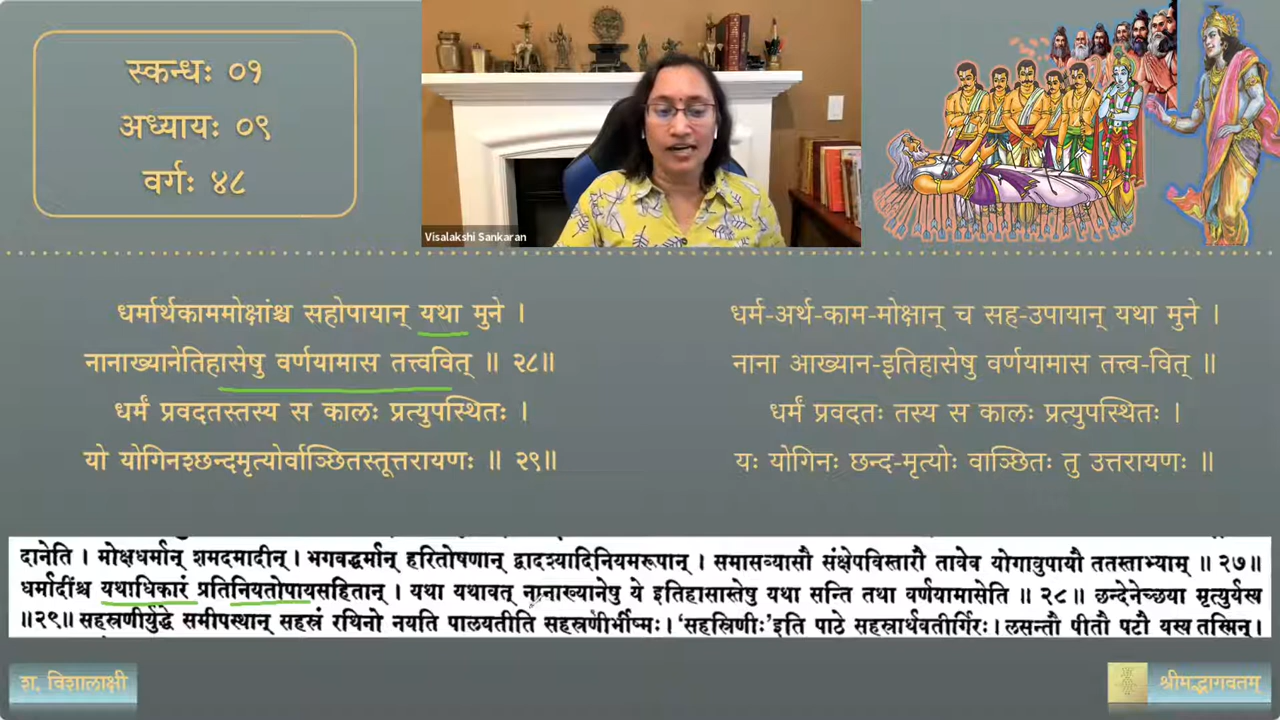 स्कन्धः ०१
अध्यायः ०९
वर्गः ४८
Visalakshi Sankaran
धर्मार्थकाममोक्षांश्च सहोपायान् यथा मुने ।
नानाख्यानेतिहासेषु वर्णयामास तत्त्ववित् ॥ २८॥
धर्मं प्रवदतस्तस्य स कालः प्रत्युपस्थितः ।
यो योगिनश्छन्दमृत्योर्वाञ्छितस्तूत्तरायणः ॥ २९॥
धर्म-अर्थ-काम-मोक्षान् च सह-उपायान् यथा मुने ।
नाना आख्यान-इतिहासेषु वर्णयामास तत्त्व-वित् ॥
धर्मं प्रवदतः तस्य स कालः प्रत्युपस्थितः ।
यः योगिनः छन्द-मृत्योः वाञ्छितः तु उत्तरायणः ॥
दानेति । मोक्षधर्मान् शमदमादीन् । भगवद्धर्मान् हरितोषणान् द्वादश्यादिनियमरूपान् । समासव्यासौ संक्षेपविस्तारौ तावेव योगावुपायौ ततस्ताभ्याम् ॥ २७॥
धर्मादींश्च यथाधिकारं प्रतिनियतोपायसहितान् । यथा यथावत् नानाख्यानेषु ये इतिहासास्तेषु यथा सन्ति तथा वर्णयामासेति ॥ २८॥ छन्देनेच्छया मृत्युर्यस्य
॥२९॥ सहस्रणीर्युद्धे समीपस्थान् सहस्रं रथिनो नयति पालयतीति सहस्रणीर्भीष्मः । 'सहस्रिणीः' इति पाठे सहस्रार्थवतीर्गिरः । लसन्तौ पीतौ पटौ यस्य तस्मिन् ।
श. विशालाक्षी
श्रीमद्भागवतम्